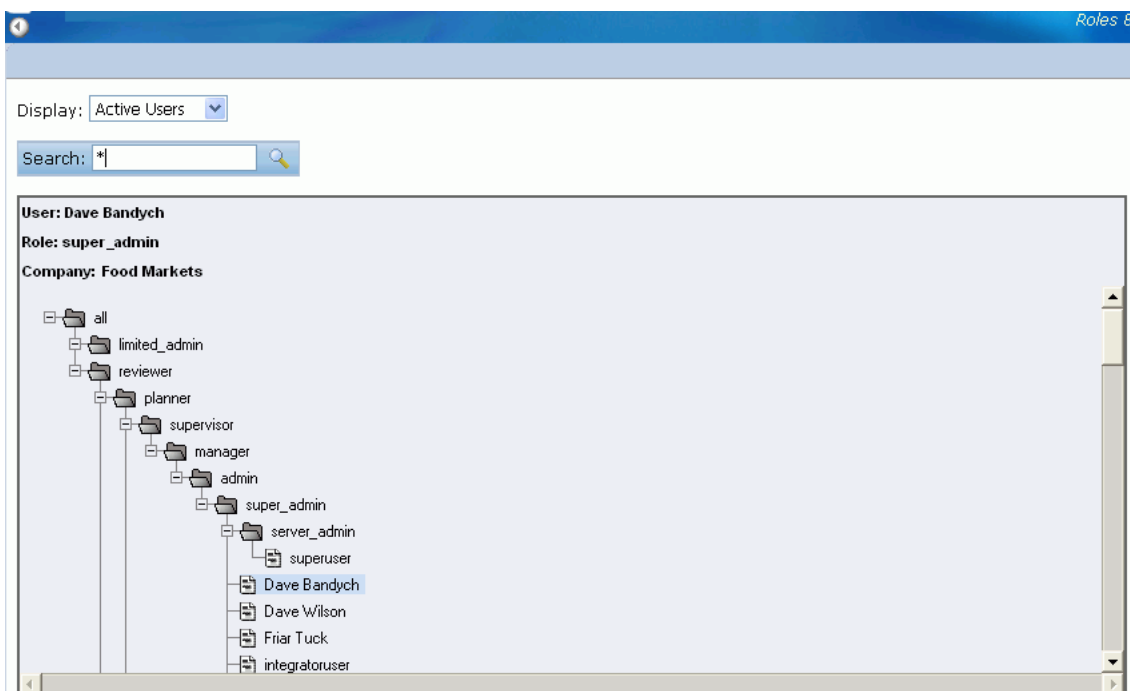 Roles &
Display: Active Users
Search: *
User: Dave Bandych
Role: super_admin
Company: Food Markets
all
limited_admin
reviewer
planner
supervisor
manager
admin
super_admin
server_admin
superuser
Dave Bandych
Dave Wilson
Friar Tuck
integratoruser